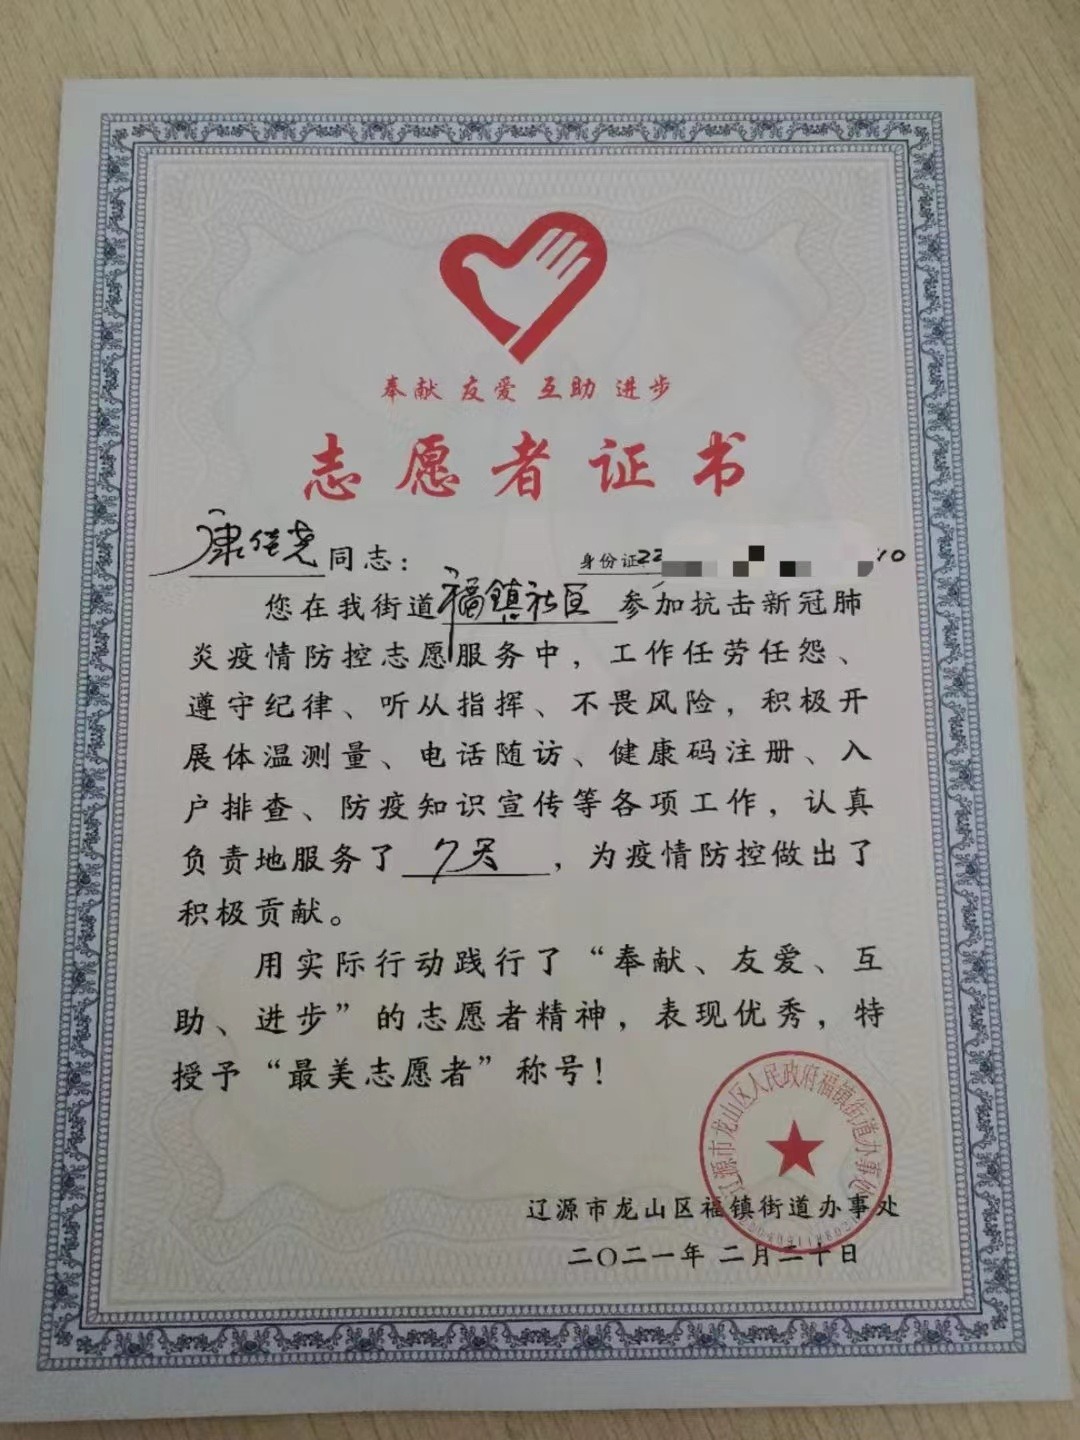 奉献 友爱 互助 进步
志愿者证书
康佳尧同志：
身份证22 10
您在我街道福镇社区参加抗击新冠肺
炎疫情防控志愿服务中，工作任劳任怨、
遵守纪律、听从指挥、不畏风险，积极开
展体温测量、电话随访、健康码注册、入
户排查、防疫知识宣传等各项工作，认真
负责地服务了 7天 ，为疫情防控做出了
积极贡献。
用实际行动践行了“奉献、友爱、互
助、进步”的志愿者精神，表现优秀，特
授予“最美志愿者”称号！
辽源市龙山区人民政府福镇街道办事处
辽源市龙山区福镇街道办事处
二〇二一年 二月二十日